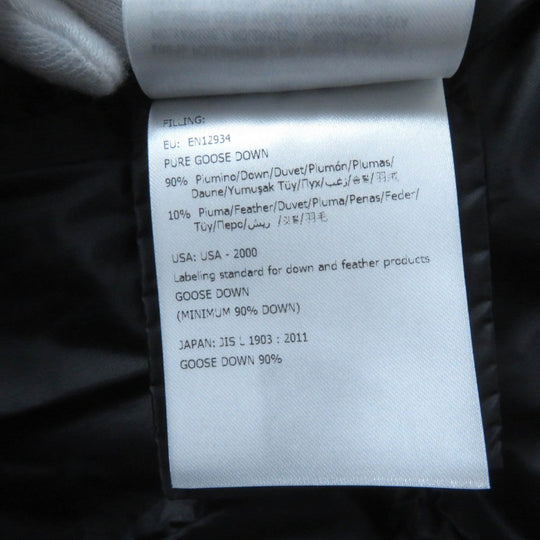 FILLING:
EU: EN12934
PURE GOOSE DOWN
90% Piumino/Down/Duvet/Plumón/Plumas/
Daune/Yumuşak Tüy/Пух/زغب/솜털/羽毛
10% Piuma/Feather/Duvet/Pluma/Penas/Feder/
Tüy/Перо/ريش/깃털/羽毛
USA: USA - 2000
Labeling standard for down and feather products
GOOSE DOWN
(MINIMUM 90% DOWN)
JAPAN: JIS L 1903 : 2011
GOOSE DOWN 90%